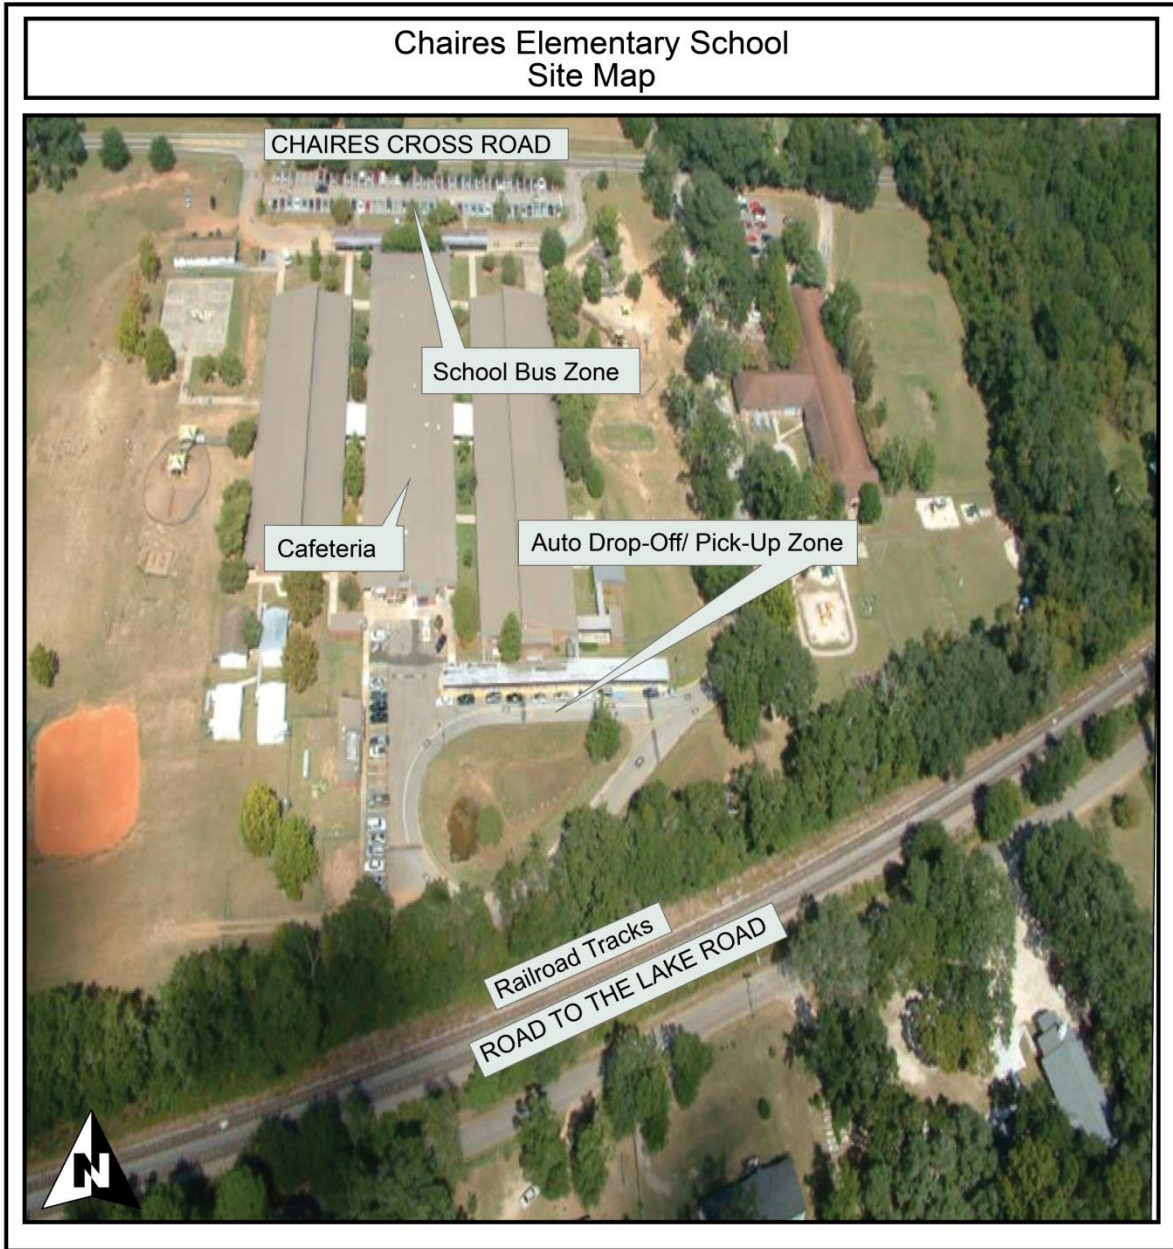 Chaires Elementary School
Site Map
CHAIRES CROSS ROAD
School Bus Zone
Cafeteria
Auto Drop-Off/ Pick-Up Zone
Railroad Tracks
ROAD TO THE LAKE ROAD
N